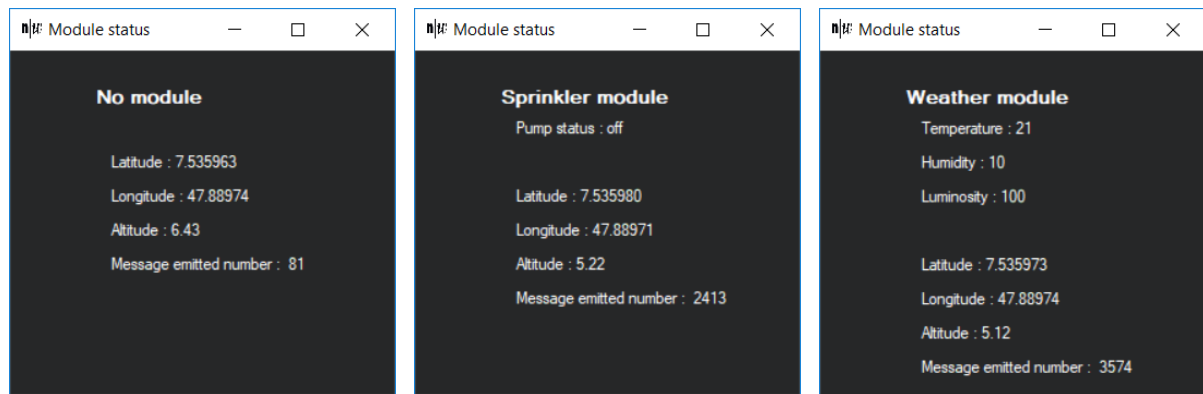 Module status
No module
Latitude : 7.535963
Longitude : 47.88974
Altitude : 6.43
Message emitted number : 81
Module status
Sprinkler module
Pump status : off
Latitude : 7.535980
Longitude : 47.88971
Altitude : 5.22
Message emitted number : 2413
Module status
Weather module
Temperature : 21
Humidity : 10
Luminosity : 100
Latitude : 7.535973
Longitude : 47.88974
Altitude : 5.12
Message emitted number : 3574